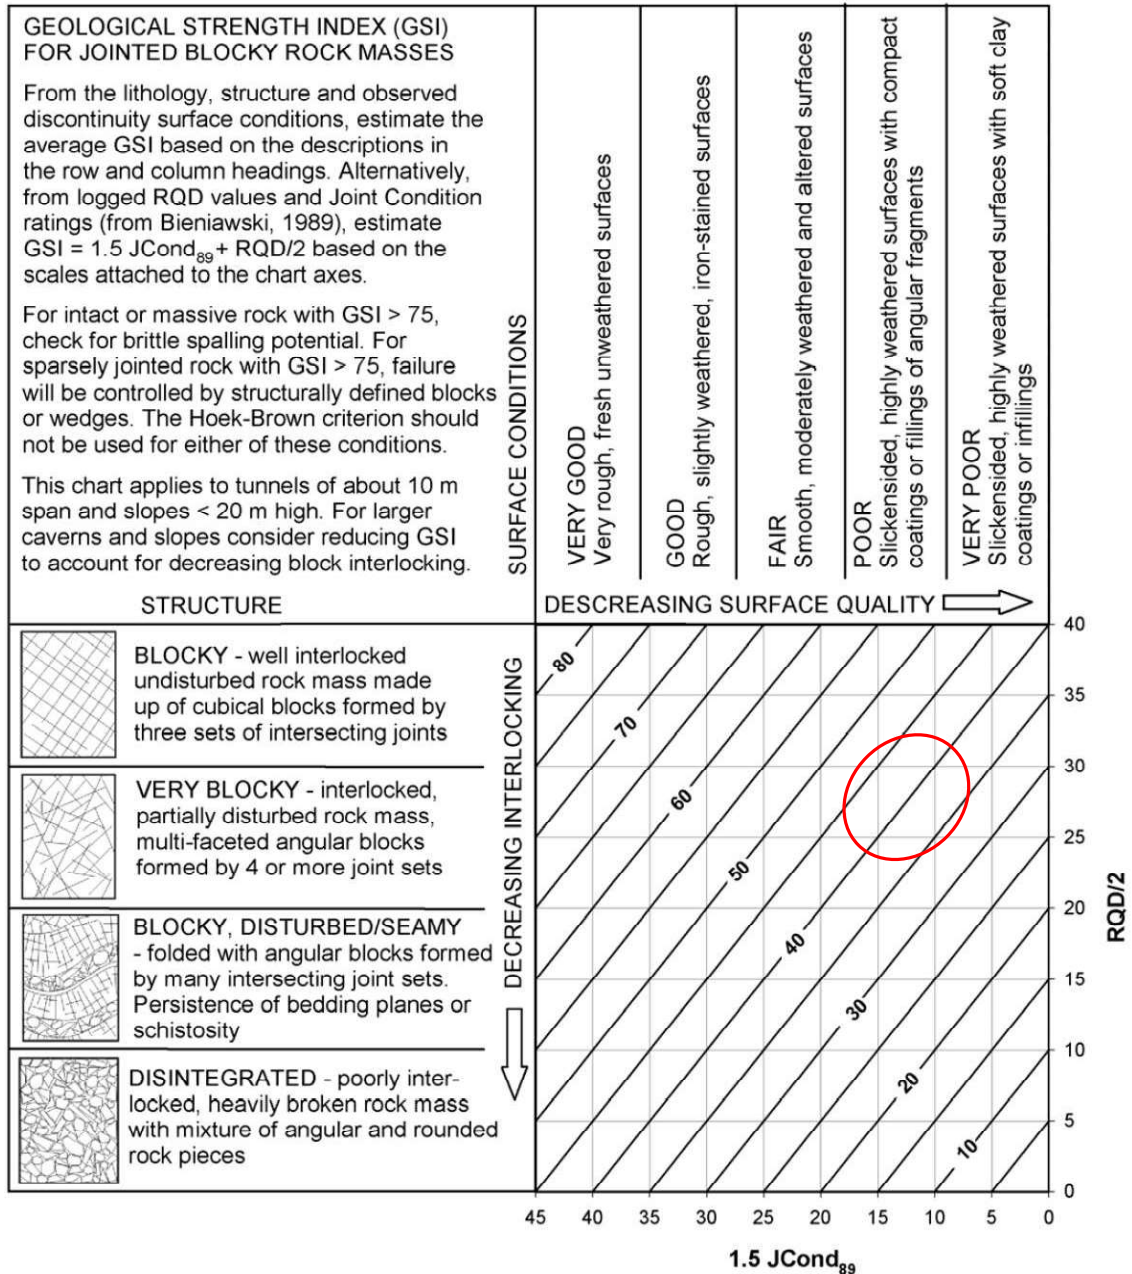 GEOLOGICAL STRENGTH INDEX (GSI)
FOR JOINTED BLOCKY ROCK MASSES
From the lithology, structure and observed
discontinuity surface conditions, estimate the
average GSI based on the descriptions in
the row and column headings. Alternatively,
from logged RQD values and Joint Condition
ratings (from Bieniawski, 1989), estimate
GSI = 1.5 JCond89 + RQD/2 based on the
scales attached to the chart axes.
For intact or massive rock with GSI > 75,
check for brittle spalling potential. For
sparsely jointed rock with GSI > 75, failure
will be controlled by structurally defined blocks
or wedges. The Hoek-Brown criterion should
not be used for either of these conditions.
This chart applies to tunnels of about 10 m
span and slopes < 20 m high. For larger
caverns and slopes consider reducing GSI
to account for decreasing block interlocking.
STRUCTURE
SURFACE CONDITIONS
VERY GOOD
Very rough, fresh unweathered surfaces
GOOD
Rough, slightly weathered, iron-stained surfaces
FAIR
Smooth, moderately weathered and altered surfaces
POOR
Slickensided, highly weathered surfaces with compact
coatings or fillings of angular fragments
VERY POOR
Slickensided, highly weathered surfaces with soft clay
coatings or infillings
DESCREASING SURFACE QUALITY
BLOCKY - well interlocked
undisturbed rock mass made
up of cubical blocks formed by
three sets of intersecting joints
VERY BLOCKY - interlocked,
partially disturbed rock mass,
multi-faceted angular blocks
formed by 4 or more joint sets
BLOCKY, DISTURBED/SEAMY
- folded with angular blocks formed
by many intersecting joint sets.
Persistence of bedding planes or
schistosity
DISINTEGRATED - poorly inter-
locked, heavily broken rock mass
with mixture of angular and rounded
rock pieces
DECREASING INTERLOCKING
80
70
60
50
40
30
20
10
40
35
30
25
20
15
10
5
0
RQD/2
45 40 35 30 25 20 15 10 5 0
1.5 JCond89